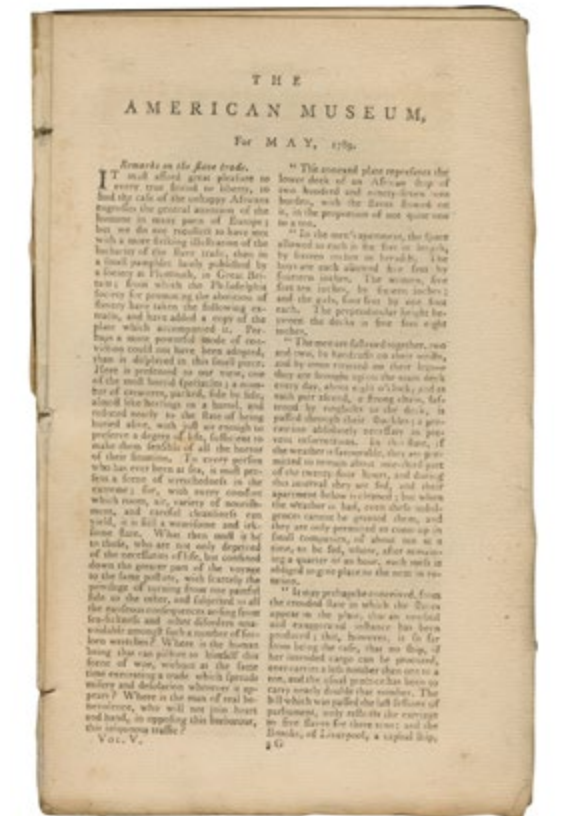 THE
AMERICAN MUSEUM,
For MAY, 1789.
Remarks on the slave trade.
IT must afford great pleasure to
every true friend to liberty, to
find the case of the unhappy Africans
engrosses the general attention of the
humane in many parts of Europe;
but we do not recollect to have met
with a more striking illustration of the
barbarity of the slave trade, than in
a small pamphlet lately published by
a society at Plymouth, in Great Bri-
tain; from which the Philadelphia
society for promoting the abolition of
slavery have taken the following ex-
tracts, and have added a copy of the
plate which accompanied it. Per-
haps a more powerful mode of con-
viction could not have been adopted,
than is displayed in this small piece.
Here is presented to our view, one
of the most horrid spectacles; a num-
ber of human creatures, packed, side by side,
almost like herrings in a barrel, and
reduced nearly to the state of being
buried alive, with just air enough to
preserve a degree of life, sufficient to
make them sensible of all the horror
of their situation. To every person
who has ever been at sea, it must pre-
sent a scene of wretchedness in the
extreme; for, with every comfort
which room, air, variety of nourish-
ment, and careful cleanliness can
yield, it is still a wearisome and irk-
some state. What then must it be
to those, who are not only deprived
of the necessaries of life, but confined
down the greater part of the voyage
to the same posture, with scarcely the
privilege of turning from one painful
side to the other, and subjected to all
the nauseous consequences arising from
sea-sickness and other disorders una-
voidable amongst such a number of for-
lorn wretches? Where is the human
being that can picture to himself this
scene of woe, without at the same
time execrating a trade which spreads
misery and desolation wherever it ap-
pears? Where is the man of real be-
nevolence, who will not join heart
and hand, in opposing this barbarous,
this iniquitous traffic?
VOL. V.
"The annexed plate represents the
lower deck of an African ship of
two hundred and ninety-seven tons
burden, with the slaves stowed on
it, in the proportion of not quite one
to a ton.
"In the men's apartment, the space
allowed to each is six feet in length,
by sixteen inches in breadth. The
boys are each allowed five feet by
fourteen inches. The women, five
feet ten inches, by sixteen inches;
and the girls, four feet by one foot
each. The perpendicular height be-
tween the decks is five feet eight
inches.
"The men are fastened together, two
and two, by handcuffs on their wrists,
and by irons rivetted on their legs—
they are brought up on the main deck
every day, about eight o'clock; and as
each pair ascend, a strong chain, fas-
tened by ringbolts to the deck, is
passed through their shackles; a pre-
caution absolutely necessary to pre-
vent insurrections. In this state, if
the weather is favourable, they are per-
mitted to remain about one-third part
of the twenty-four hours, and during
this interval they are fed, and their
apartment below is cleaned; but when
the weather is bad, even these indul-
gences cannot be granted them, and
they are only permitted to come up in
small companies, of about ten at a
time, to be fed, where, after remain-
ing a quarter of an hour, each mess is
obliged to give place to the next in ro-
tation.
"It may perhaps be conceived, from
the crouded state in which the slaves
appear in the plate, that an unusual
and exaggerated instance has been
produced; this, however, is so far
from being the case, that no ship, if
her intended cargo can be procured,
ever carries a less number than one to a
ton, and the usual practice has been to
carry nearly double that number. The
bill which was passed the last sessions of
parliament, only restricts the carriage
to five slaves for three tons: and the
Brooks, of Liverpool, a capital ship,
3 G